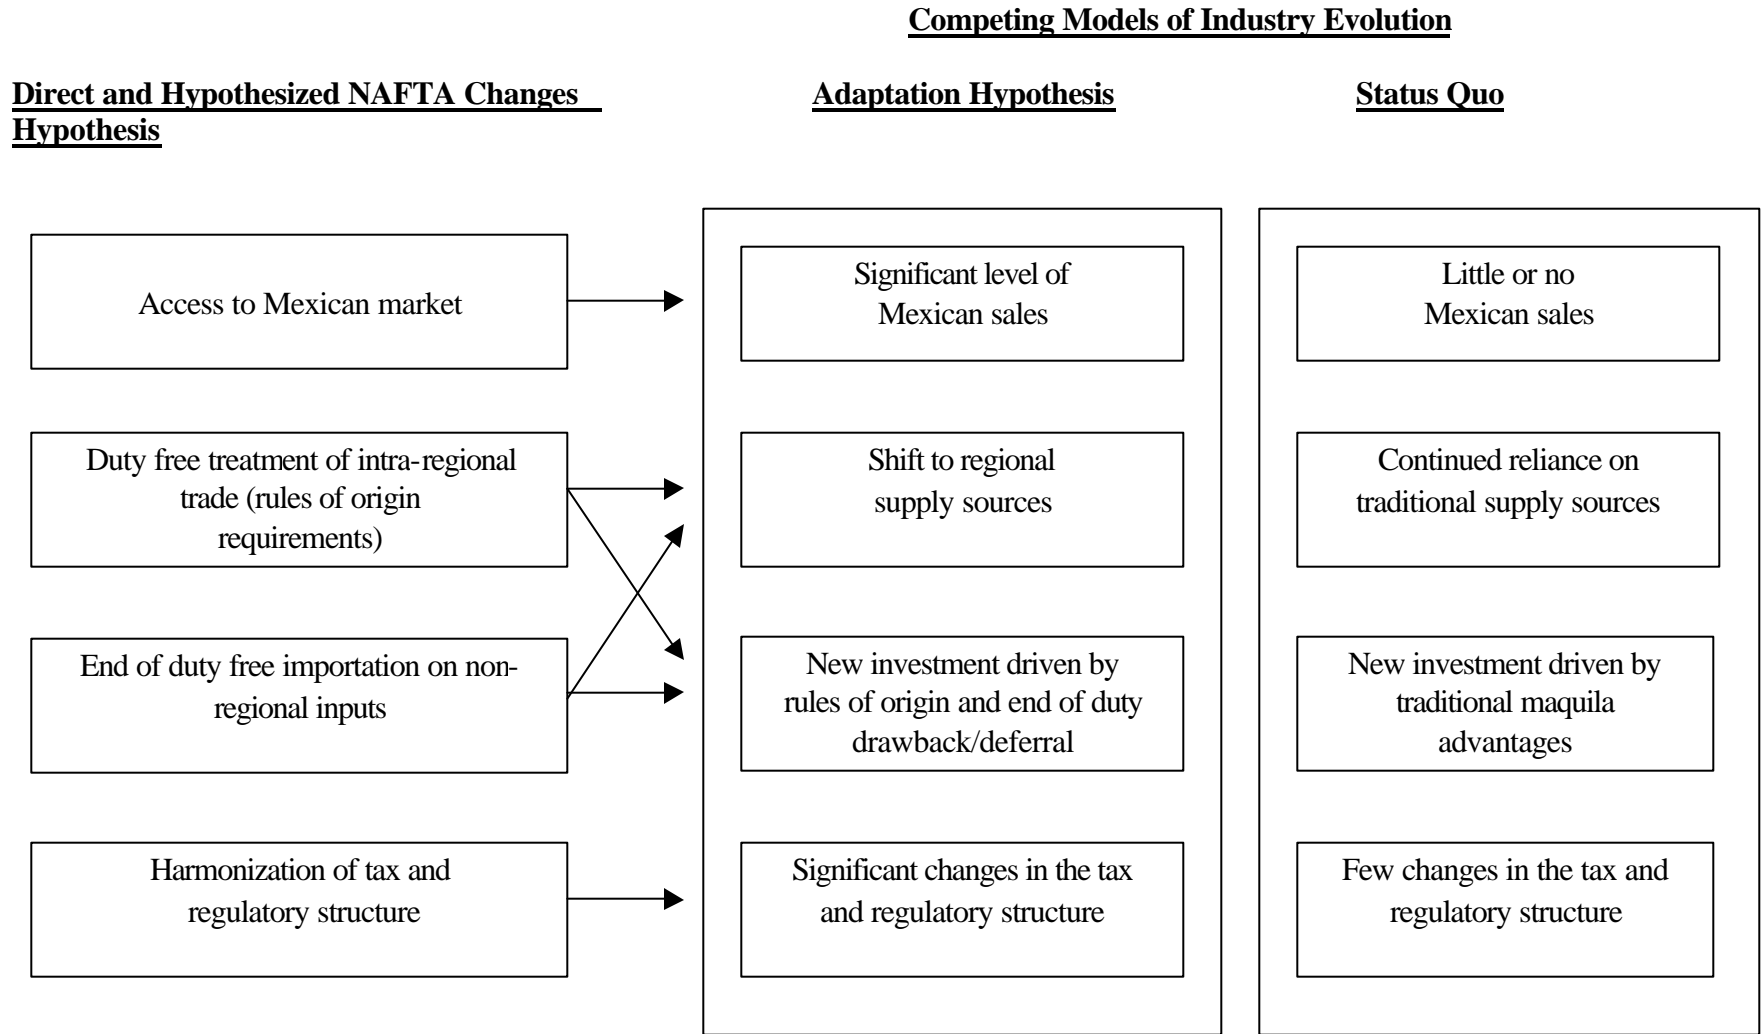 Competing Models of Industry Evolution
Direct and Hypothesized NAFTA Changes
Hypothesis
Adaptation Hypothesis
Status Quo
Access to Mexican market
Significant level of
Mexican sales
Little or no
Mexican sales
Duty free treatment of intra-regional
trade (rules of origin
requirements)
Shift to regional
supply sources
Continued reliance on
traditional supply sources
End of duty free importation on non-
regional inputs
New investment driven by
rules of origin and end of duty
drawback/deferral
New investment driven by
traditional maquila
advantages
Harmonization of tax and
regulatory structure
Significant changes in the tax
and regulatory structure
Few changes in the tax and
regulatory structure